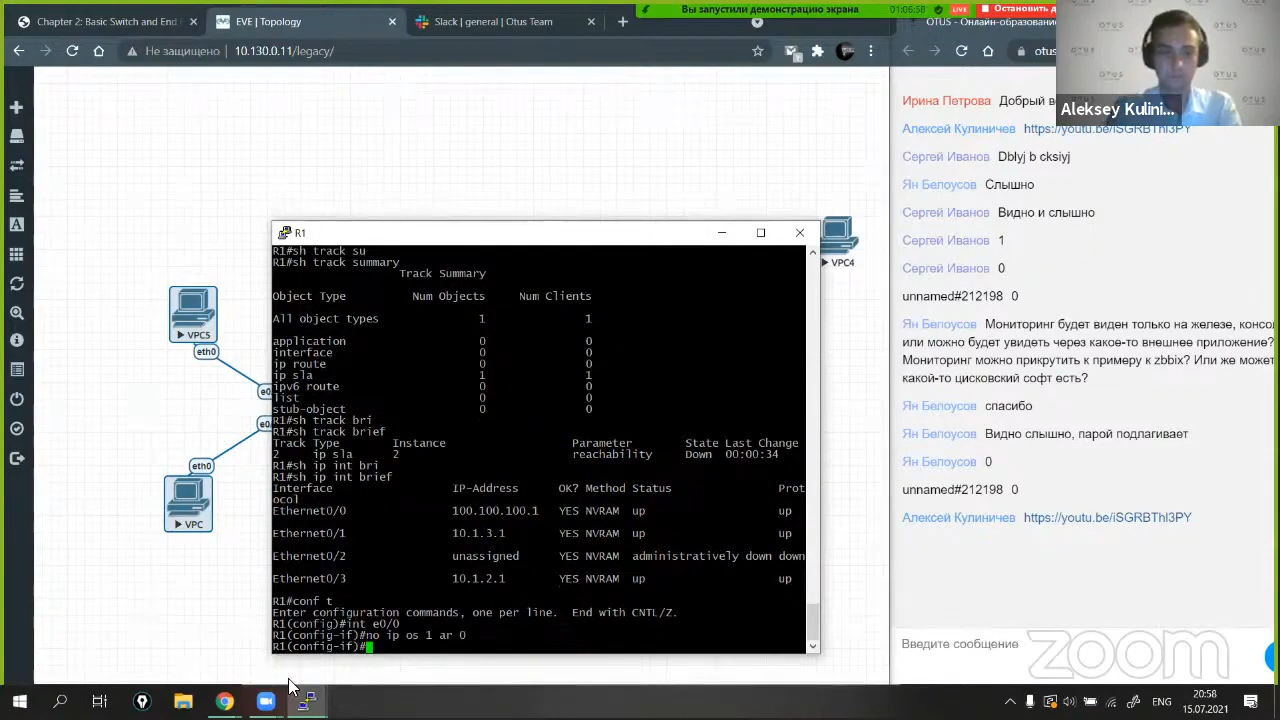 Chapter 2: Basic Switch and End
EVE | Topology
Slack | general | Otus Team
Вы запустили демонстрацию экрана
01:06:58
LIVE
Остановить де
OTUS - Онлайн-образование
Не защищено
10.130.0.11/legacy/
otus
Aleksey Kulini...
Ирина Петрова Добрый в
Алексей Куличичев https://youtu.be/iSGRBThl3PY
Сергей Иванов Dblyj b cksiyj
Ян Белоусов Слышно
Сергей Иванов Видно и слышно
Сергей Иванов 1
Сергей Иванов 0
unnamed#212198 0
Ян Белоусов Мониторинг будет виден только на железе, консо
или можно будет увидеть через какое-то внешнее приложение?
Мониторинг можно прикрутить к примеру к zbbix? Или же может
какой-то цисковский софт есть?
Ян Белоусов спасибо
Ян Белоусов Видно слышно, парой подлагивает
Ян Белоусов 0
unnamed#212198 0
Алексей Куличичев https://youtu.be/iSGRBThl3PY
Введите сообщение
zoom
VPC5
eth0
e0
e0
eth0
VPC
VPC4
R1
R1#sh track su
R1#sh track summary
Track Summary
Object Type Num Objects Num Clients
All object types 1 1
application 0 0
interface 0 0
ip route 0 0
ip sla 1 1
ipv6 route 0 0
list 0 0
stub-object 0 0
R1#sh track bri
R1#sh track brief
Track Type Instance Parameter State Last Change
2 ip sla 2 reachability Down 00:00:34
R1#sh ip int bri
R1#sh ip int brief
Interface IP-Address OK? Method Status Prot
ocol
Ethernet0/0 100.100.100.1 YES NVRAM up up
Ethernet0/1 10.1.3.1 YES NVRAM up up
Ethernet0/2 unassigned YES NVRAM administratively down down
Ethernet0/3 10.1.2.1 YES NVRAM up up
R1#conf t
Enter configuration commands, one per line. End with CNTL/Z.
R1(config)#int e0/0
R1(config-if)#no ip os 1 ar 0
R1(config-if)#
ENG
20:58
15.07.2021